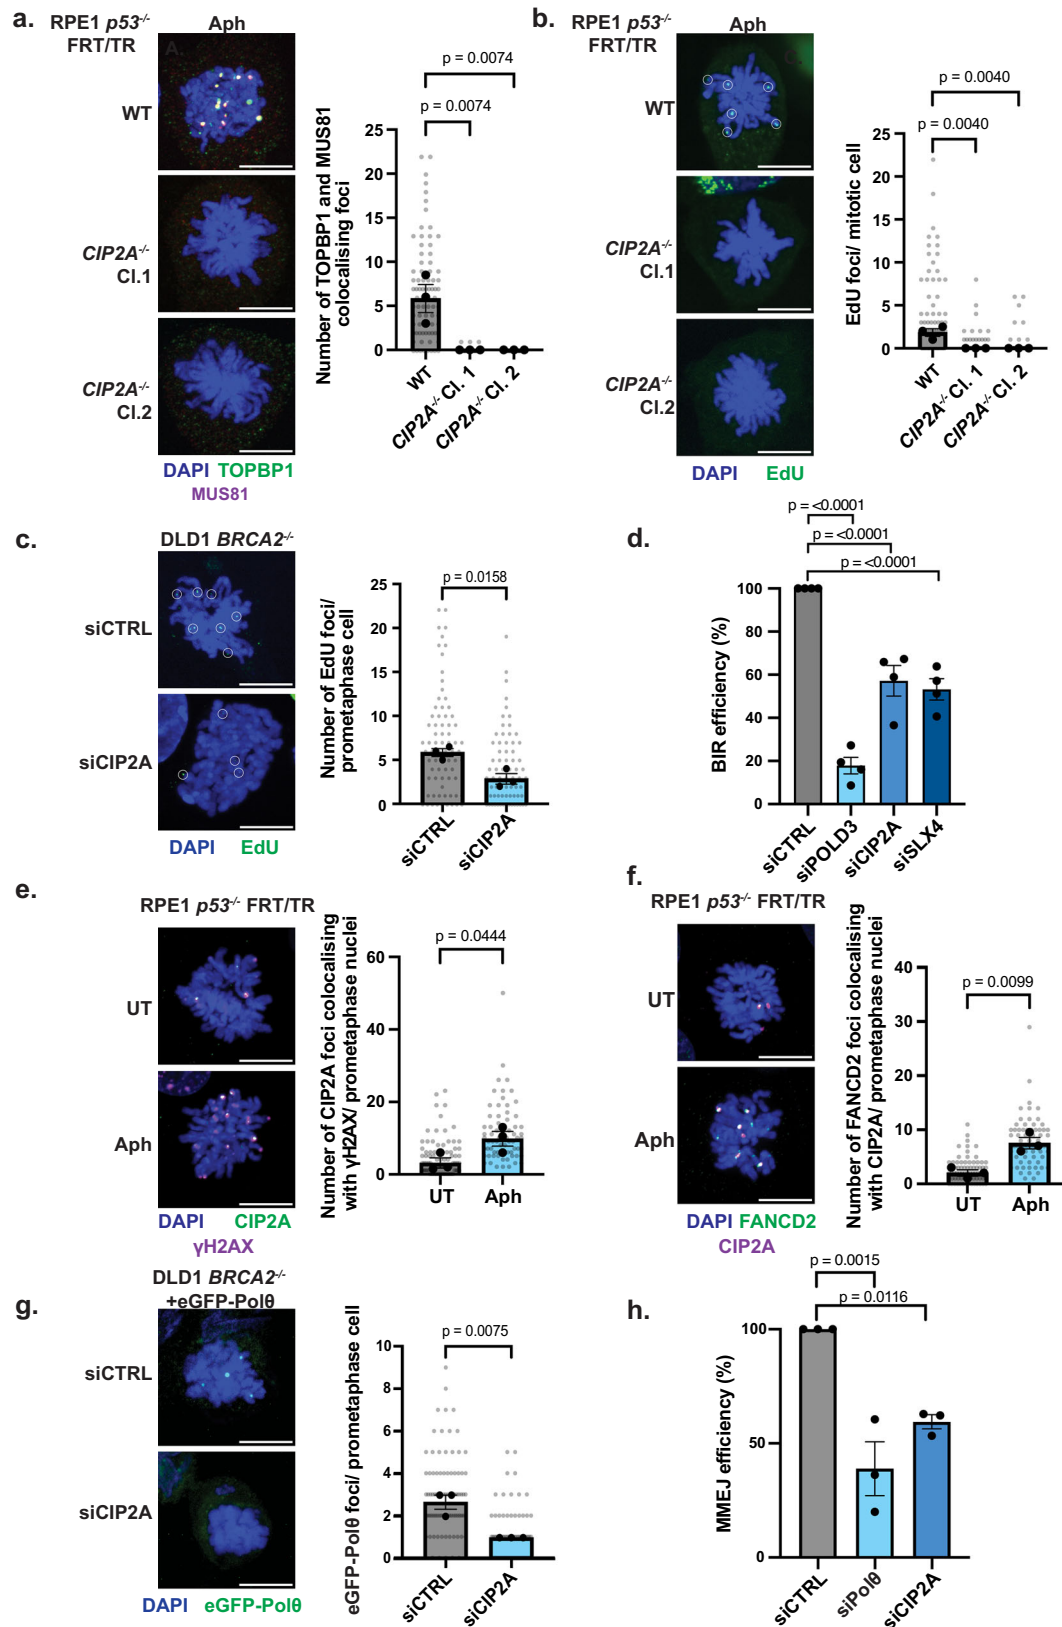 a.
RPE1 p53-/-
FRT/TR
Aph
A.
WT
CIP2A-/-
Cl.1
CIP2A-/-
Cl.2
DAPI TOPBP1
MUS81
Number of TOPBP1 and MUS81
colocalising foci
p = 0.0074
p = 0.0074
25
20
15
10
5
0
WT
CIP2A-/- Cl. 1
CIP2A-/- Cl. 2
b.
RPE1 p53-/-
FRT/TR
Aph
WT
CIP2A-/-
Cl.1
CIP2A-/-
Cl.2
DAPI EdU
EdU foci/ mitotic cell
p = 0.0040
p = 0.0040
25
20
15
10
5
0
WT
CIP2A-/- Cl. 1
CIP2A-/- Cl. 2
c.
DLD1 BRCA2-/-
siCTRL
siCIP2A
DAPI EdU
Number of EdU foci/
prometaphase cell
p = 0.0158
25
20
15
10
5
0
siCTRL
siCIP2A
d.
p = <0.0001
p = <0.0001
p = <0.0001
BIR efficiency (%)
100
80
60
40
20
0
siCTRL
siPOLD3
siCIP2A
siSLX4
e.
RPE1 p53-/- FRT/TR
UT
Aph
DAPI CIP2A
γH2AX
Number of CIP2A foci colocalising
with γH2AX/ prometaphase nuclei
p = 0.0444
60
40
20
0
UT
Aph
f.
RPE1 p53-/- FRT/TR
UT
Aph
DAPI FANCD2
CIP2A
Number of FANCD2 foci colocalising
with CIP2A/ prometaphase nuclei
p = 0.0099
40
30
20
10
0
UT
Aph
g.
DLD1 BRCA2-/-
+eGFP-Polθ
siCTRL
siCIP2A
DAPI eGFP-Polθ
eGFP-Polθ foci/ prometaphase cell
p = 0.0075
10
8
6
4
2
0
siCTRL
siCIP2A
h.
p = 0.0015
p = 0.0116
MMEJ efficiency (%)
100
50
0
siCTRL
siPolθ
siCIP2A